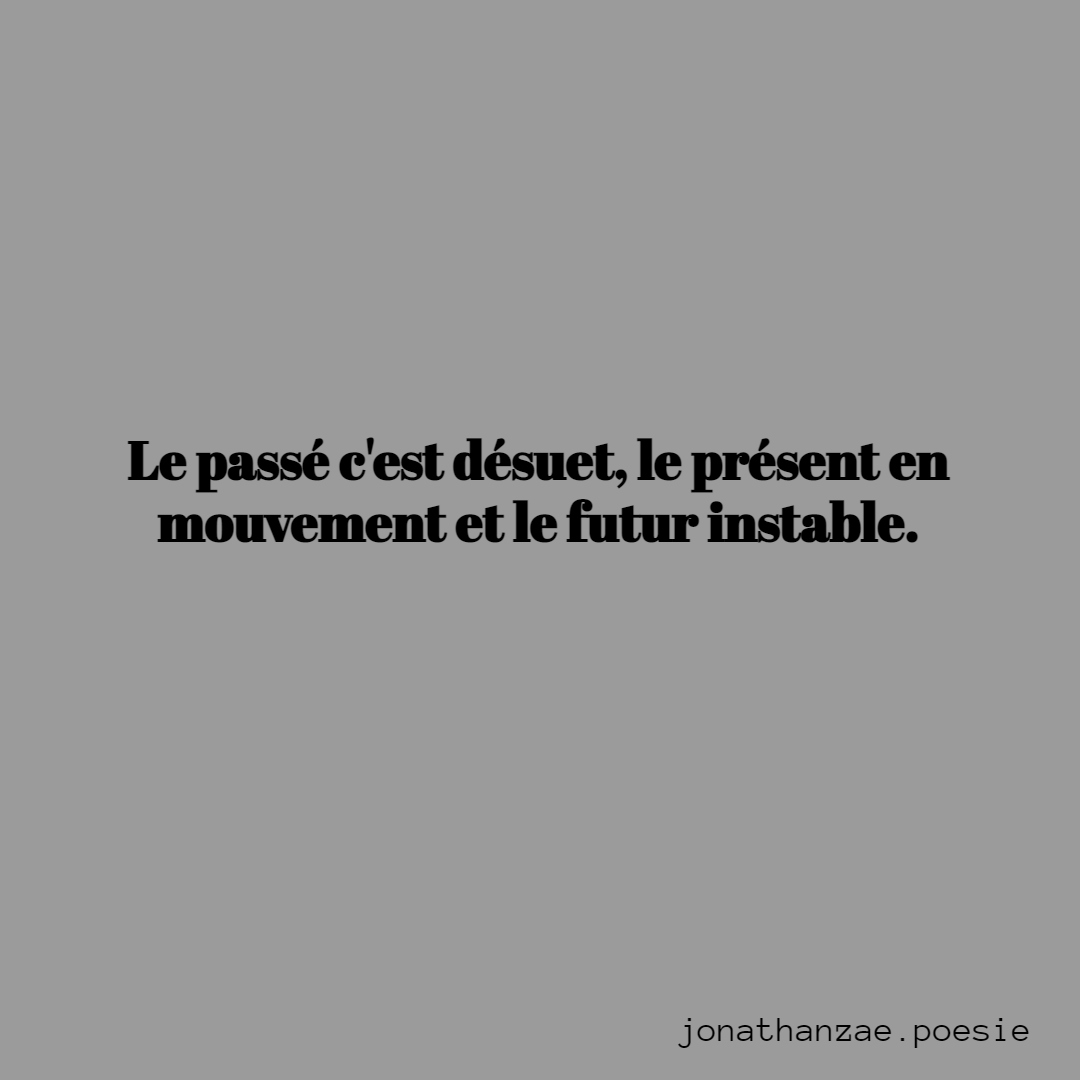 Le passé c'est désuet, le présent en
mouvement et le futur instable.
jonathanzae.poesie